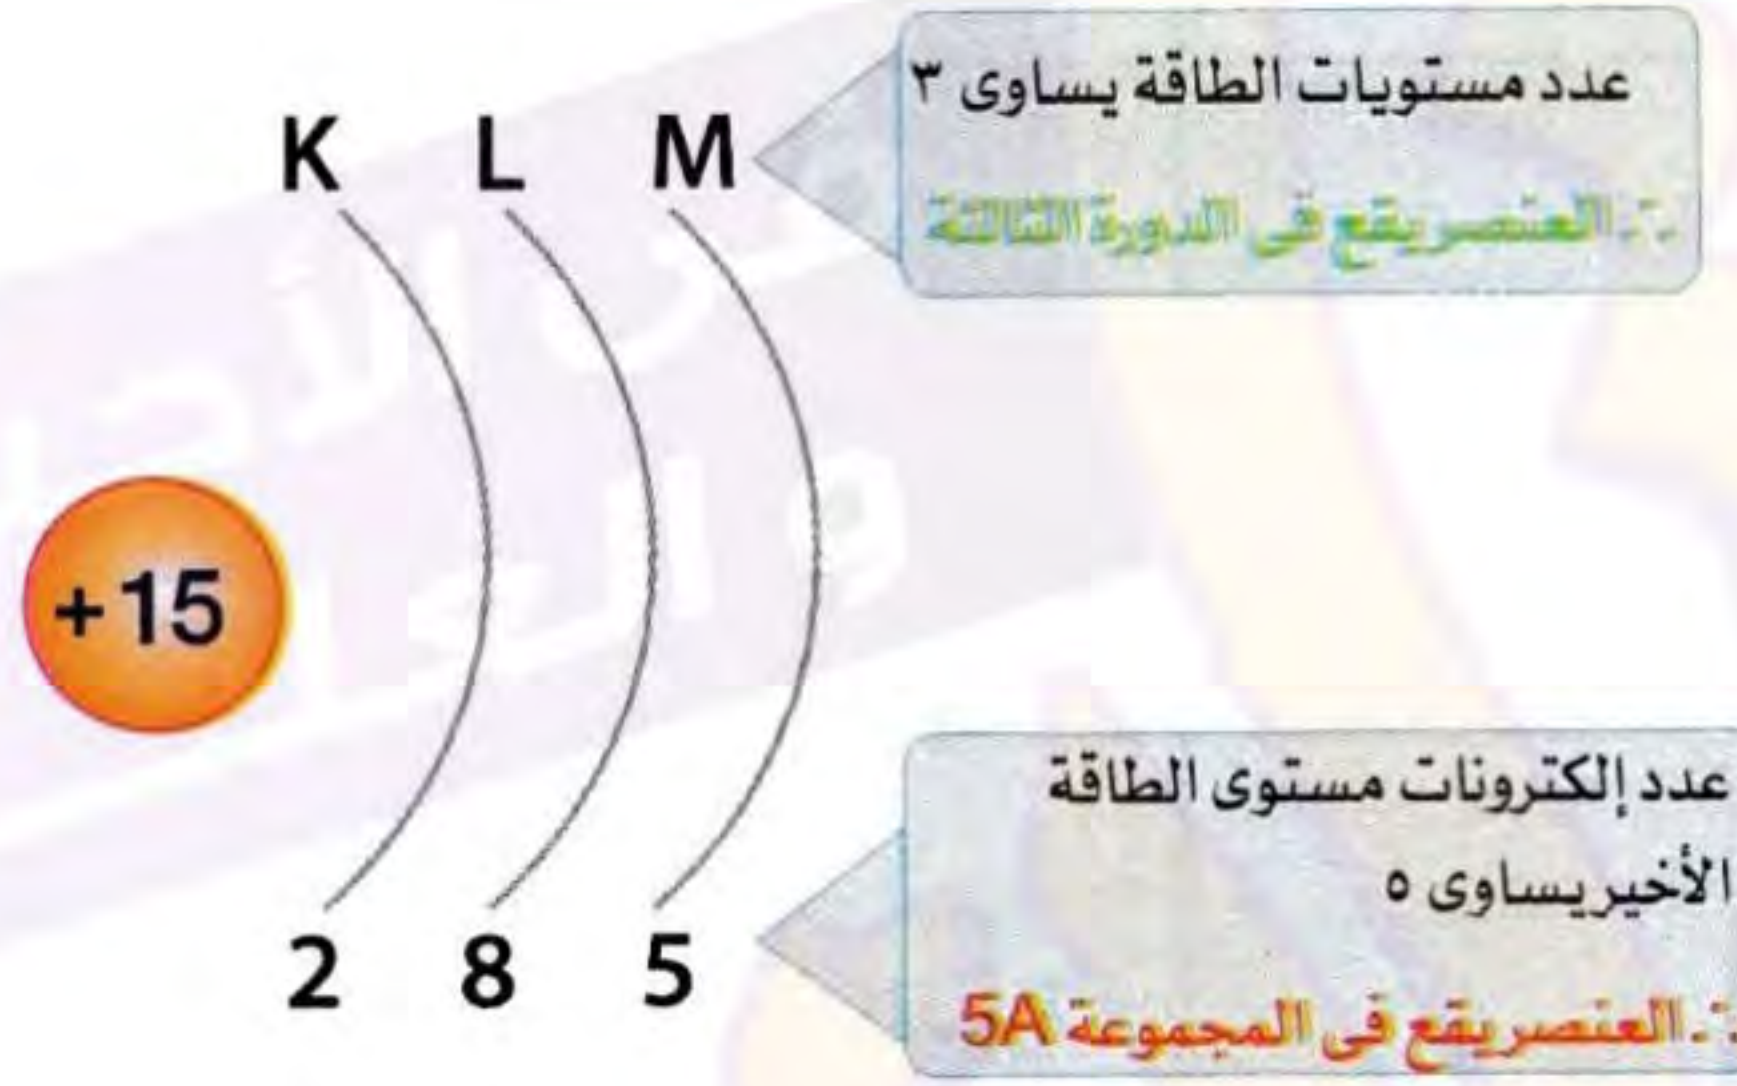 عدد مستويات الطاقة يساوى ٣
∴ العنصر يقع فى الدورة الثالثة
K L M
+15
2 8 5
عدد إلكترونات مستوى الطاقة
الأخير يساوى ٥
∴ العنصر يقع فى المجموعة 5A